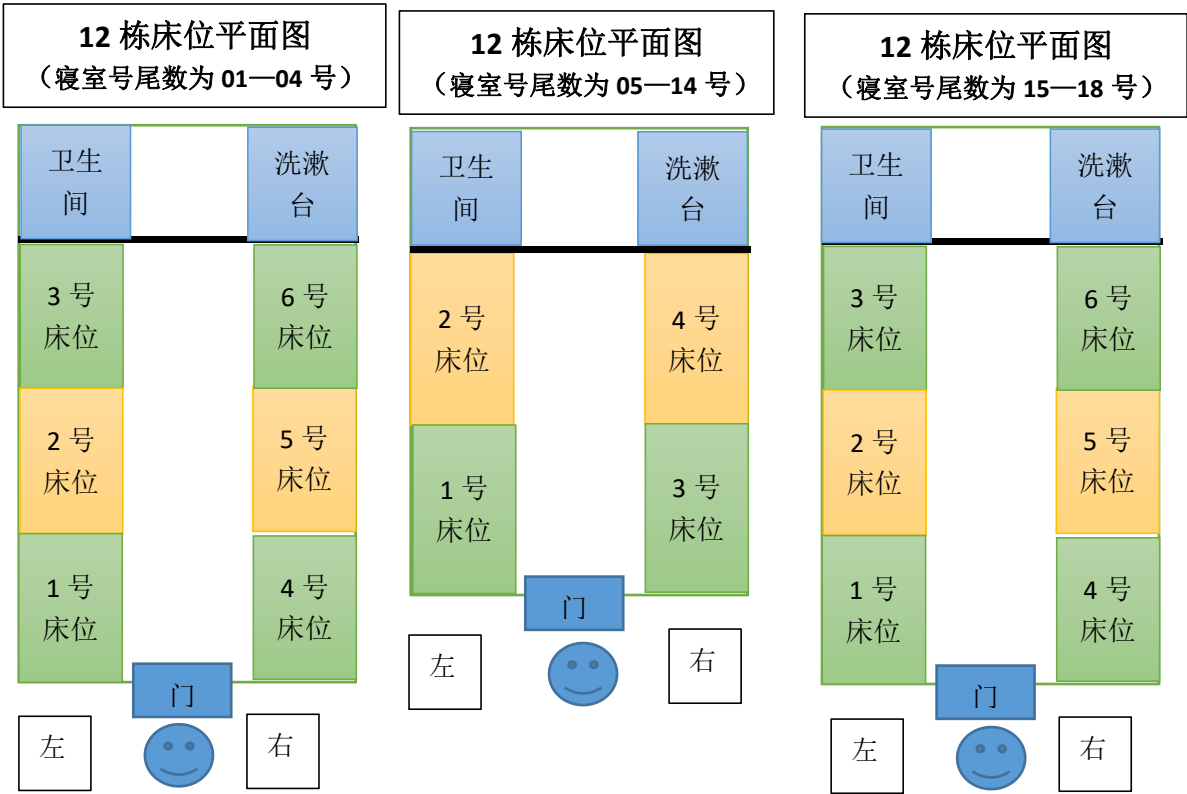 12 栋床位平面图
（寝室号尾数为 01—04 号）
卫生
间
洗漱
台
3 号
床位
6 号
床位
2 号
床位
5 号
床位
1 号
床位
4 号
床位
门
左
右
12 栋床位平面图
（寝室号尾数为 05—14 号）
卫生
间
洗漱
台
2 号
床位
4 号
床位
1 号
床位
3 号
床位
门
左
右
12 栋床位平面图
（寝室号尾数为 15—18 号）
卫生
间
洗漱
台
3 号
床位
6 号
床位
2 号
床位
5 号
床位
1 号
床位
4 号
床位
门
左
右